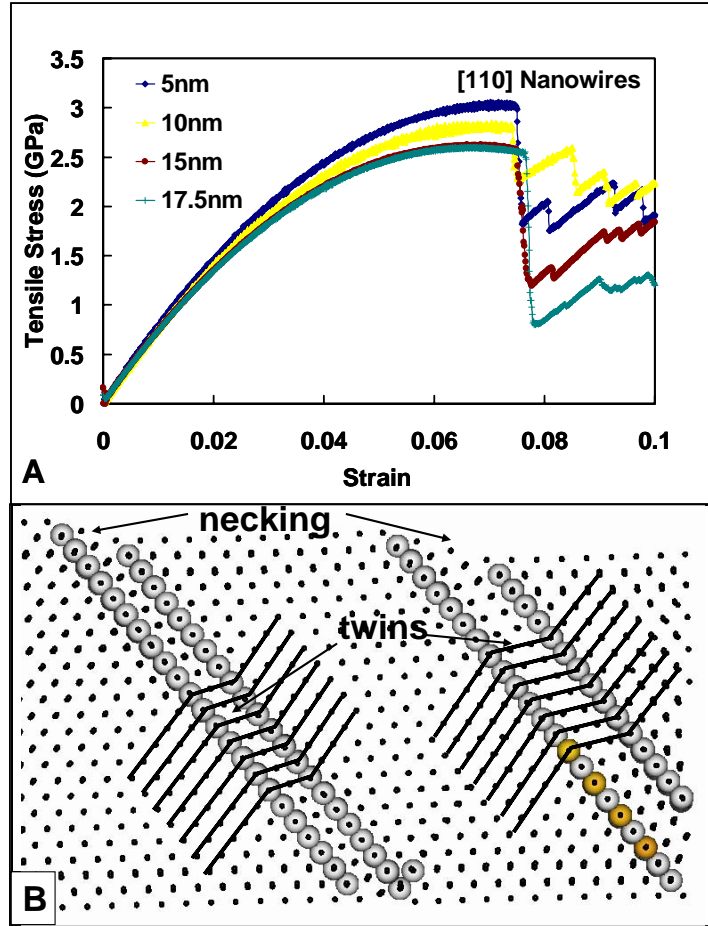 3.5
3
2.5
2
1.5
1
0.5
0
Tensile Stress (GPa)
5nm
10nm
15nm
17.5nm
[110] Nanowires
0 0.02 0.04 0.06 0.08 0.1
Strain
A
necking
twins
B